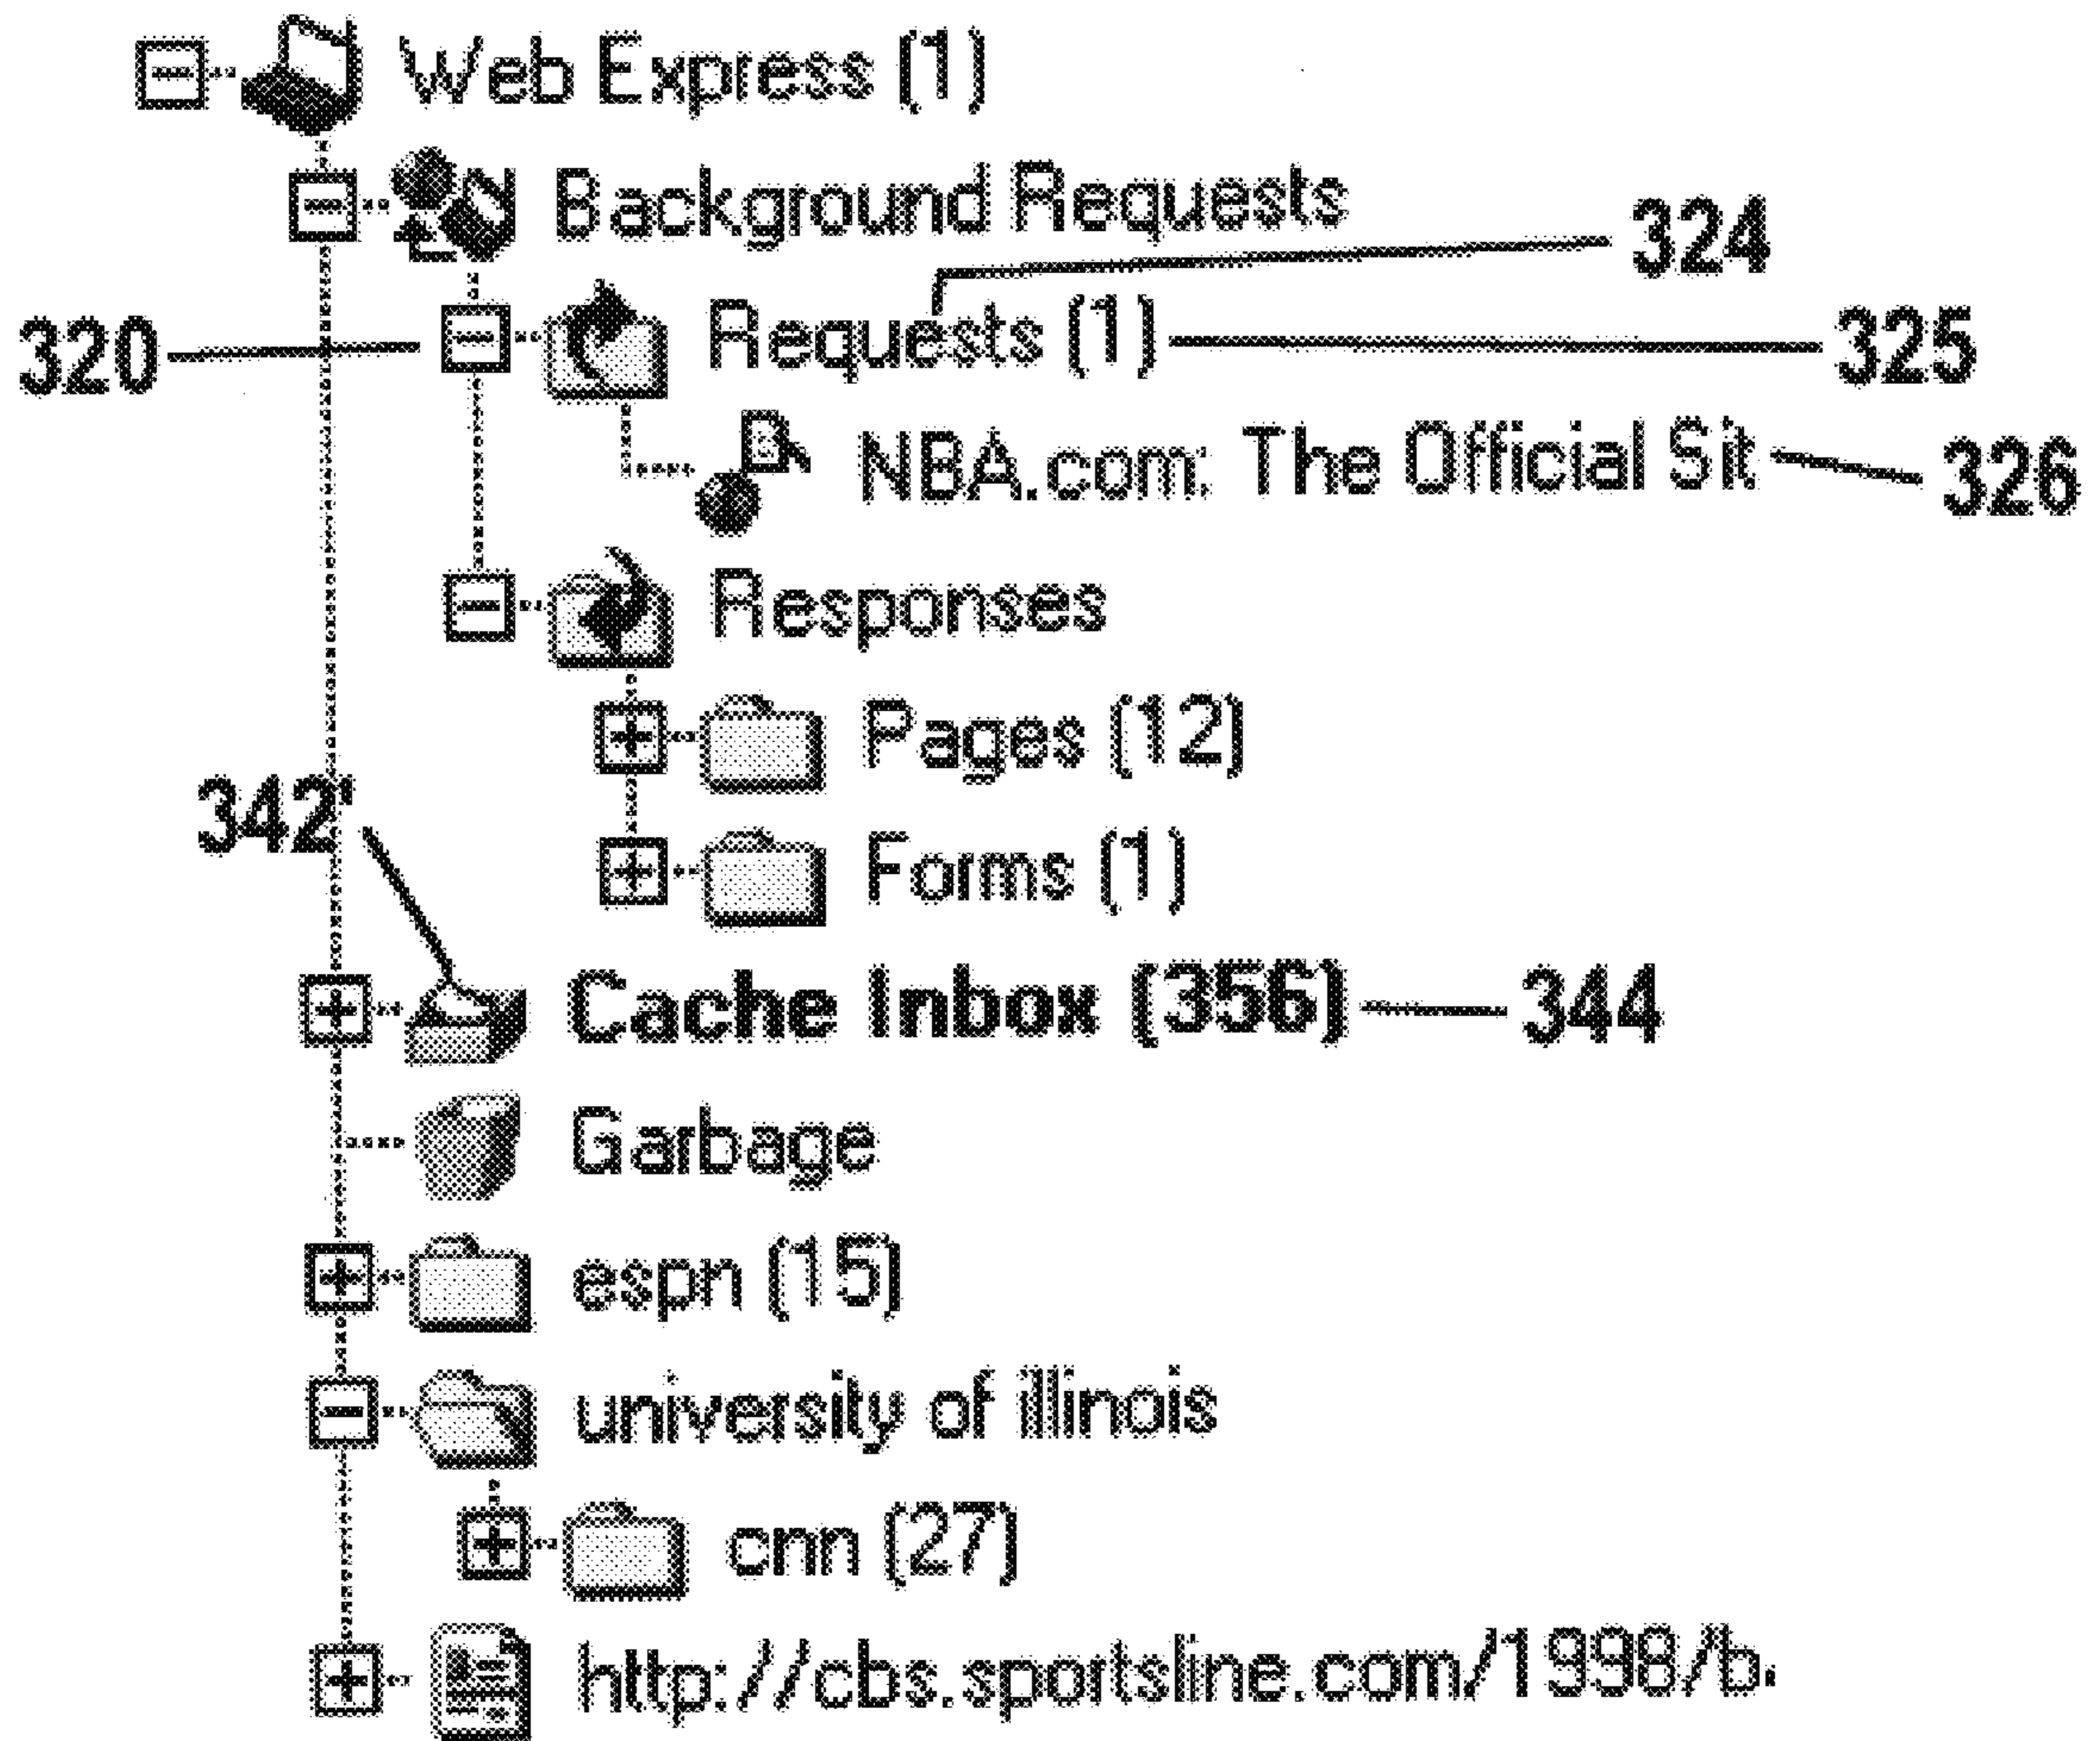 Web Express (1)
Background Requests
324
320
Requests (1)
325
NBA.com: The Official Sit
326
Responses
Pages (12)
342'
Forms (1)
Cache Inbox (356)
344
Garbage
espn (15)
university of illinois
cnn (27)
http://cbs.sportsline.com/1998/b